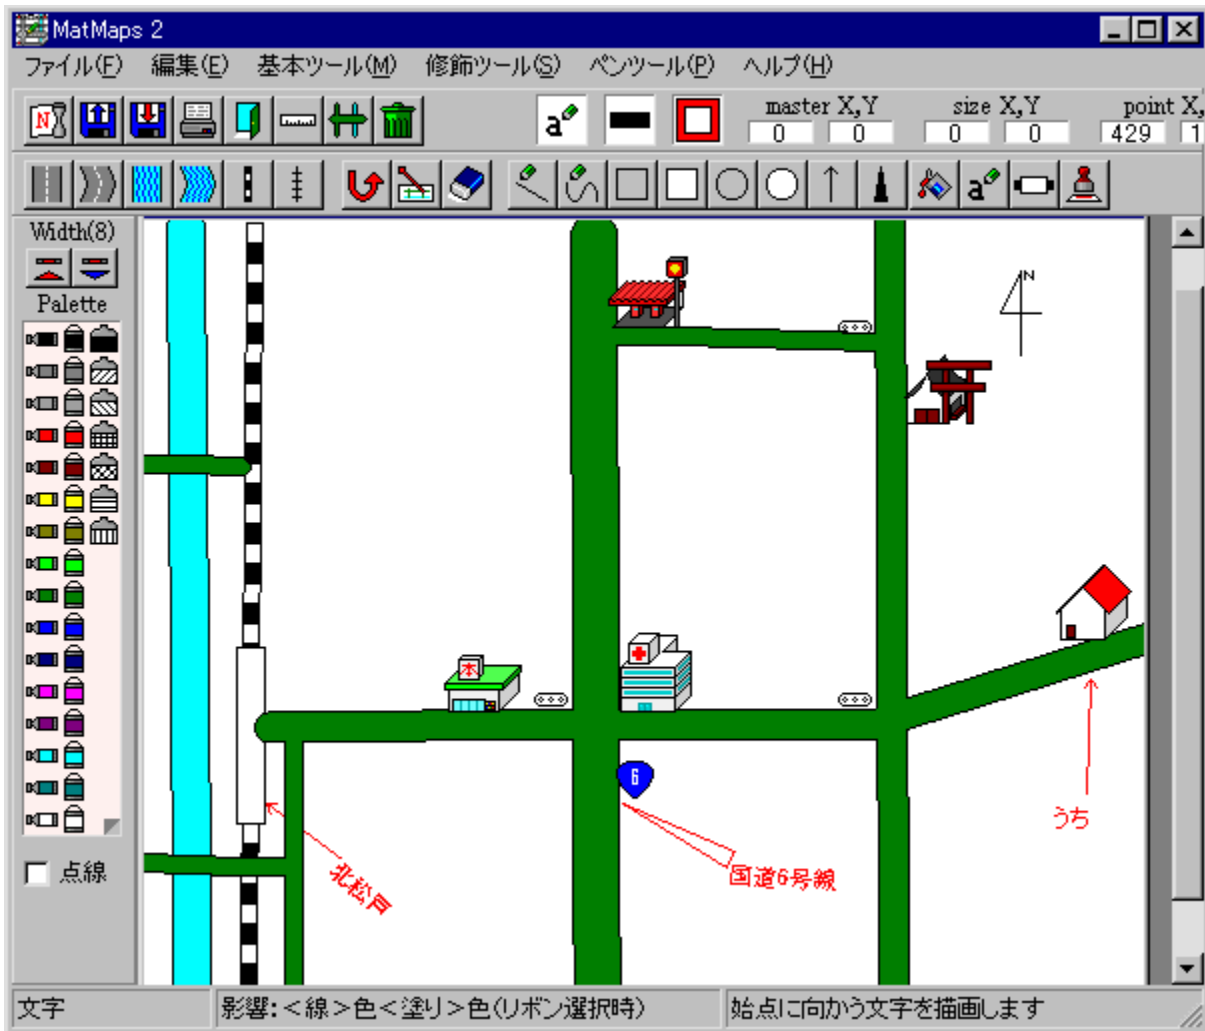 MatMaps 2
ファイル(F) 編集(E) 基本ツール(M) 修飾ツール(S) ペンツール(P) ヘルプ(H)
N a master X,Y size X,Y point X,
0 0 0 0 429 1
a
Width(8)
Palette
N
本
6
うち
国道6号線
北松戸
点線
文字 影響:<線>色<塗り>色(リボン選択時) 始点に向かう文字を描画します